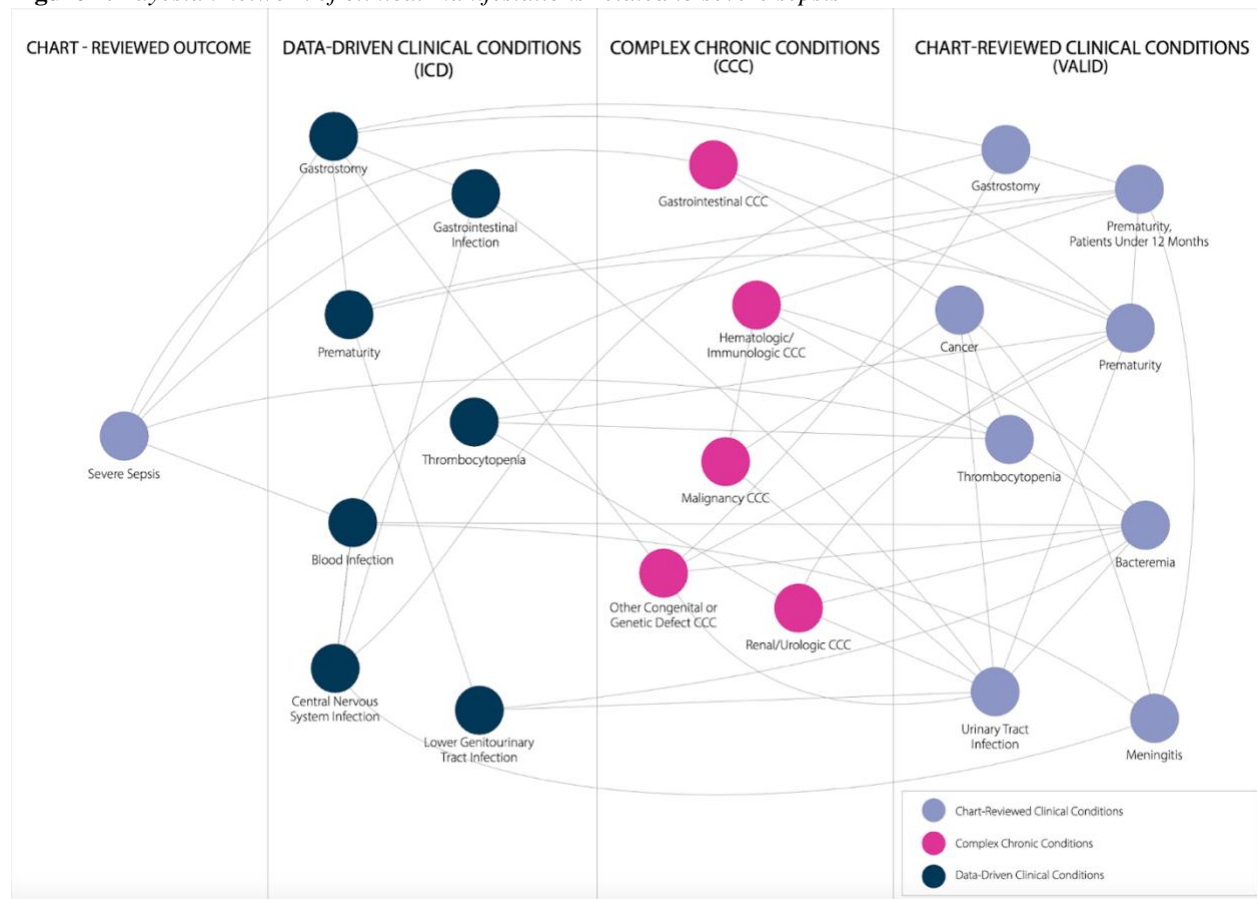 CHART - REVIEWED OUTCOME
DATA-DRIVEN CLINICAL CONDITIONS
(ICD)
COMPLEX CHRONIC CONDITIONS
(CCC)
CHART-REVIEWED CLINICAL CONDITIONS
(VALID)
Gastrostomy
Gastrointestinal
Infection
Prematurity
Thrombocytopenia
Severe Sepsis
Blood Infection
Central Nervous
System Infection
Lower Genitourinary
Tract Infection
Gastrointestinal CCC
Hematologic/
Immunologic CCC
Malignancy CCC
Other Congenital or
Genetic Defect CCC
Renal/Urologic CCC
Gastrostomy
Prematurity,
Patients Under 12 Months
Cancer
Prematurity
Thrombocytopenia
Bacteremia
Urinary Tract
Infection
Meningitis
Chart-Reviewed Clinical Conditions
Complex Chronic Conditions
Data-Driven Clinical Conditions